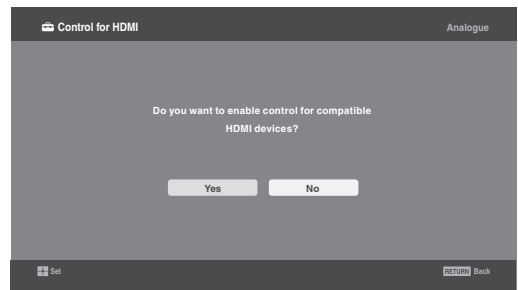 Control for HDMI
Analogue
Do you want to enable control for compatible
HDMI devices?
Yes
No
Set
RETURN Back